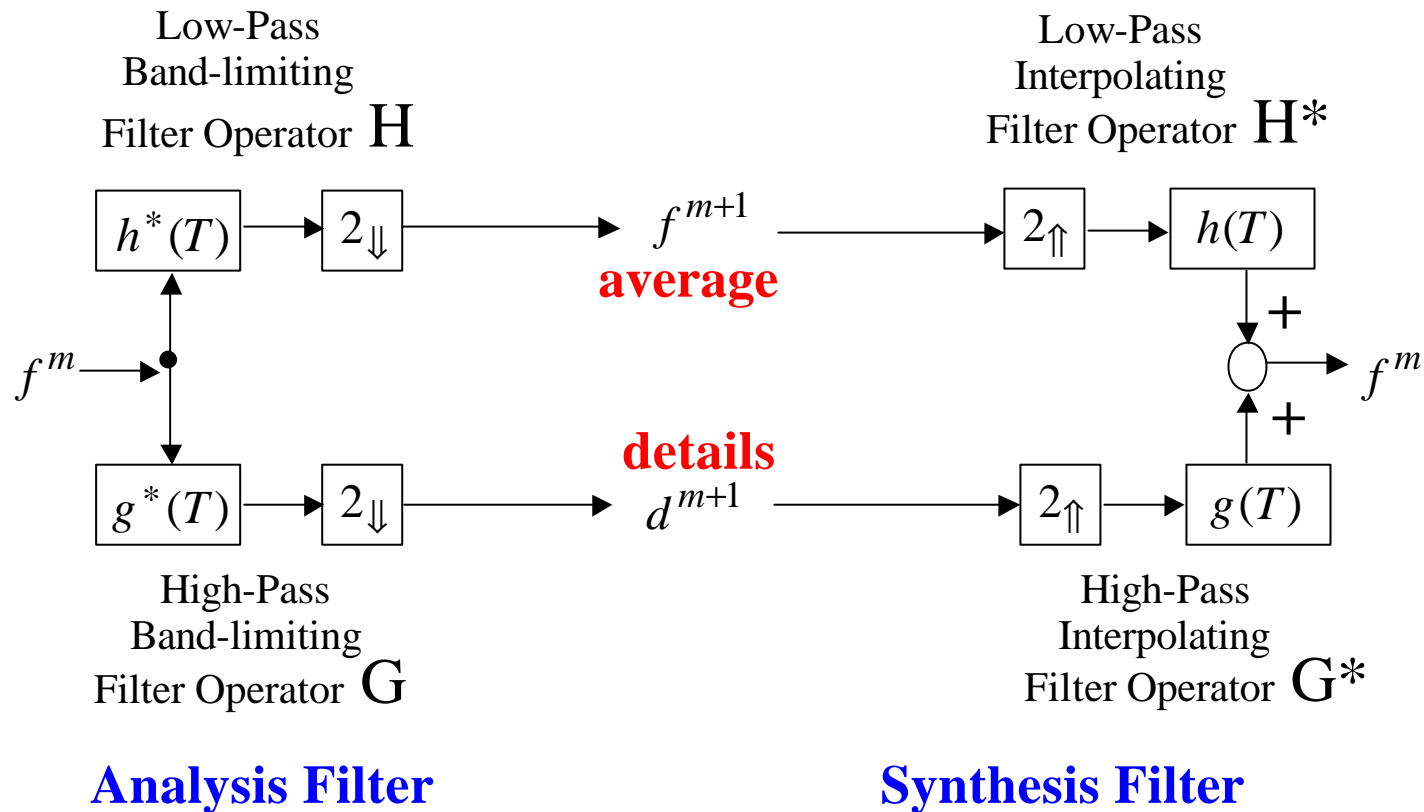 Low-Pass
Band-limiting
Filter Operator H
Low-Pass
Interpolating
Filter Operator H*
h*(T)
2⇓
f^{m+1}
average
2⇑
h(T)
+
f^m
f^m
+
details
g*(T)
2⇓
d^{m+1}
2⇑
g(T)
High-Pass
Band-limiting
Filter Operator G
High-Pass
Interpolating
Filter Operator G*
Analysis Filter
Synthesis Filter